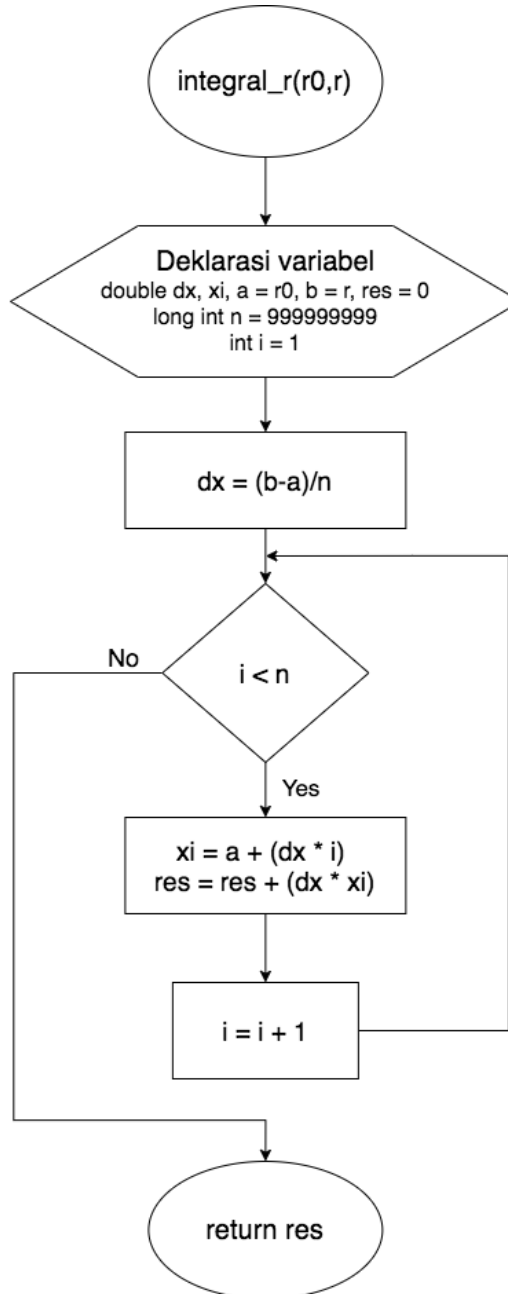 integral_r(r0,r)
Deklarasi variabel
double dx, xi, a = r0, b = r, res = 0
long int n = 999999999
int i = 1
dx = (b-a)/n
i < n
No
Yes
xi = a + (dx * i)
res = res + (dx * xi)
i = i + 1
return res